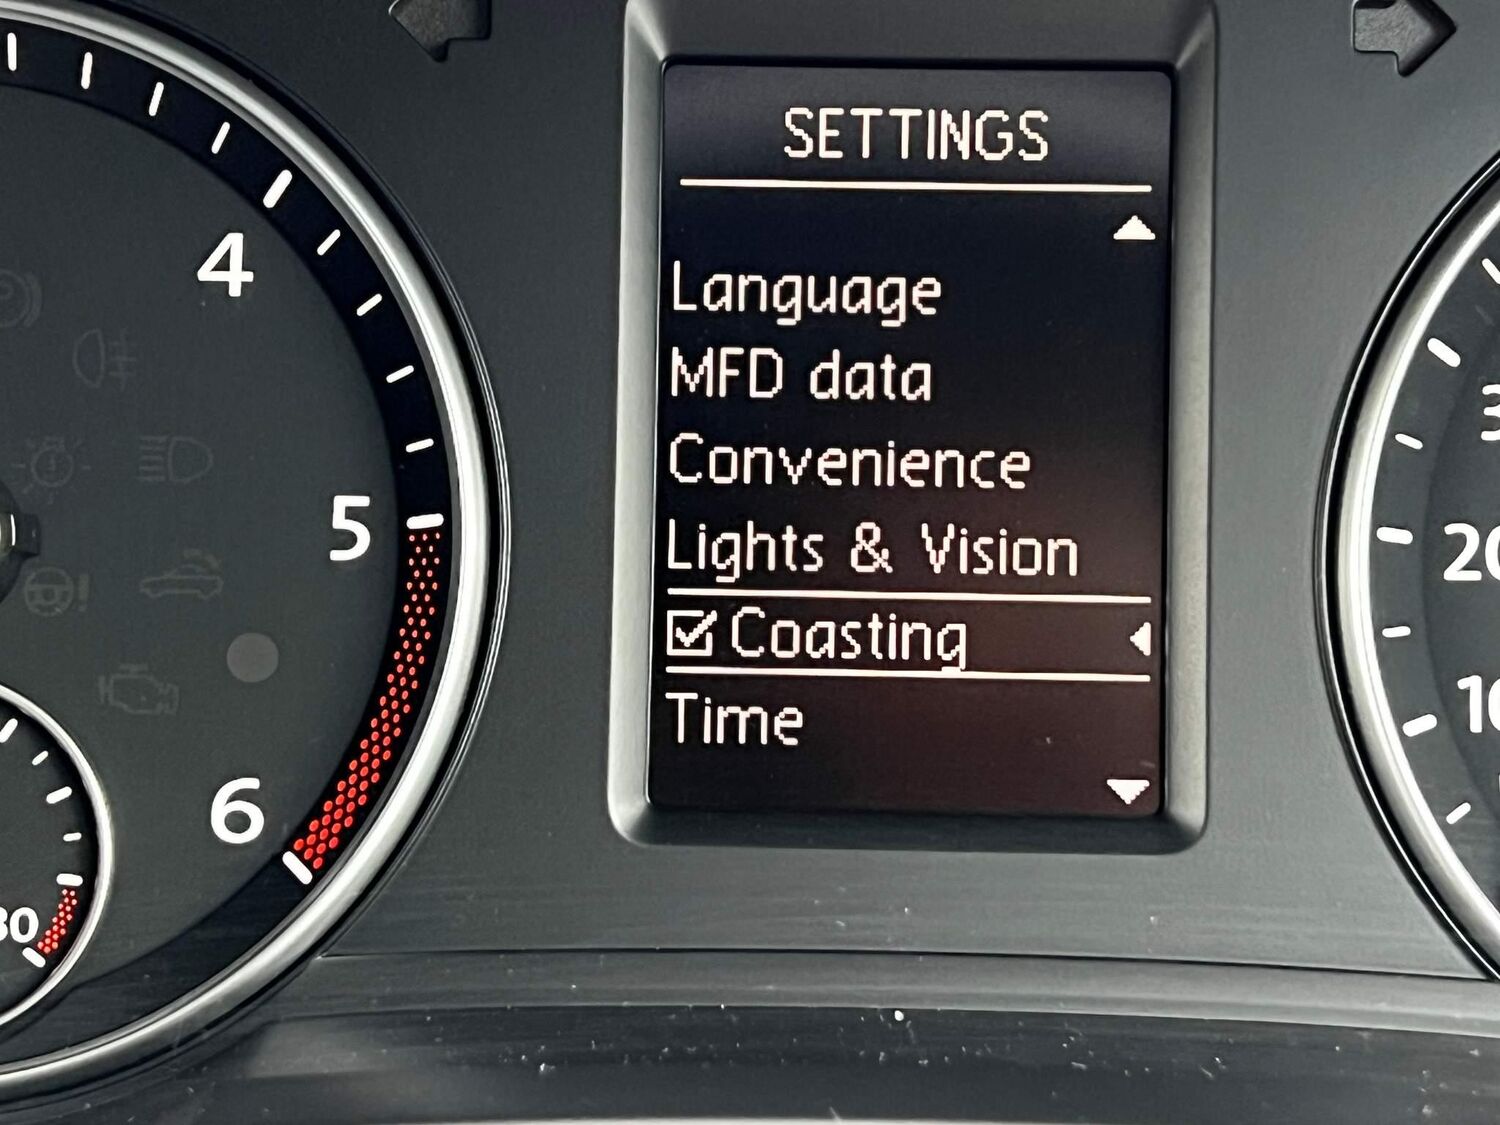 SETTINGS
Language
MFD data
Convenience
Lights & Vision
Coasting
Time
4
5
6